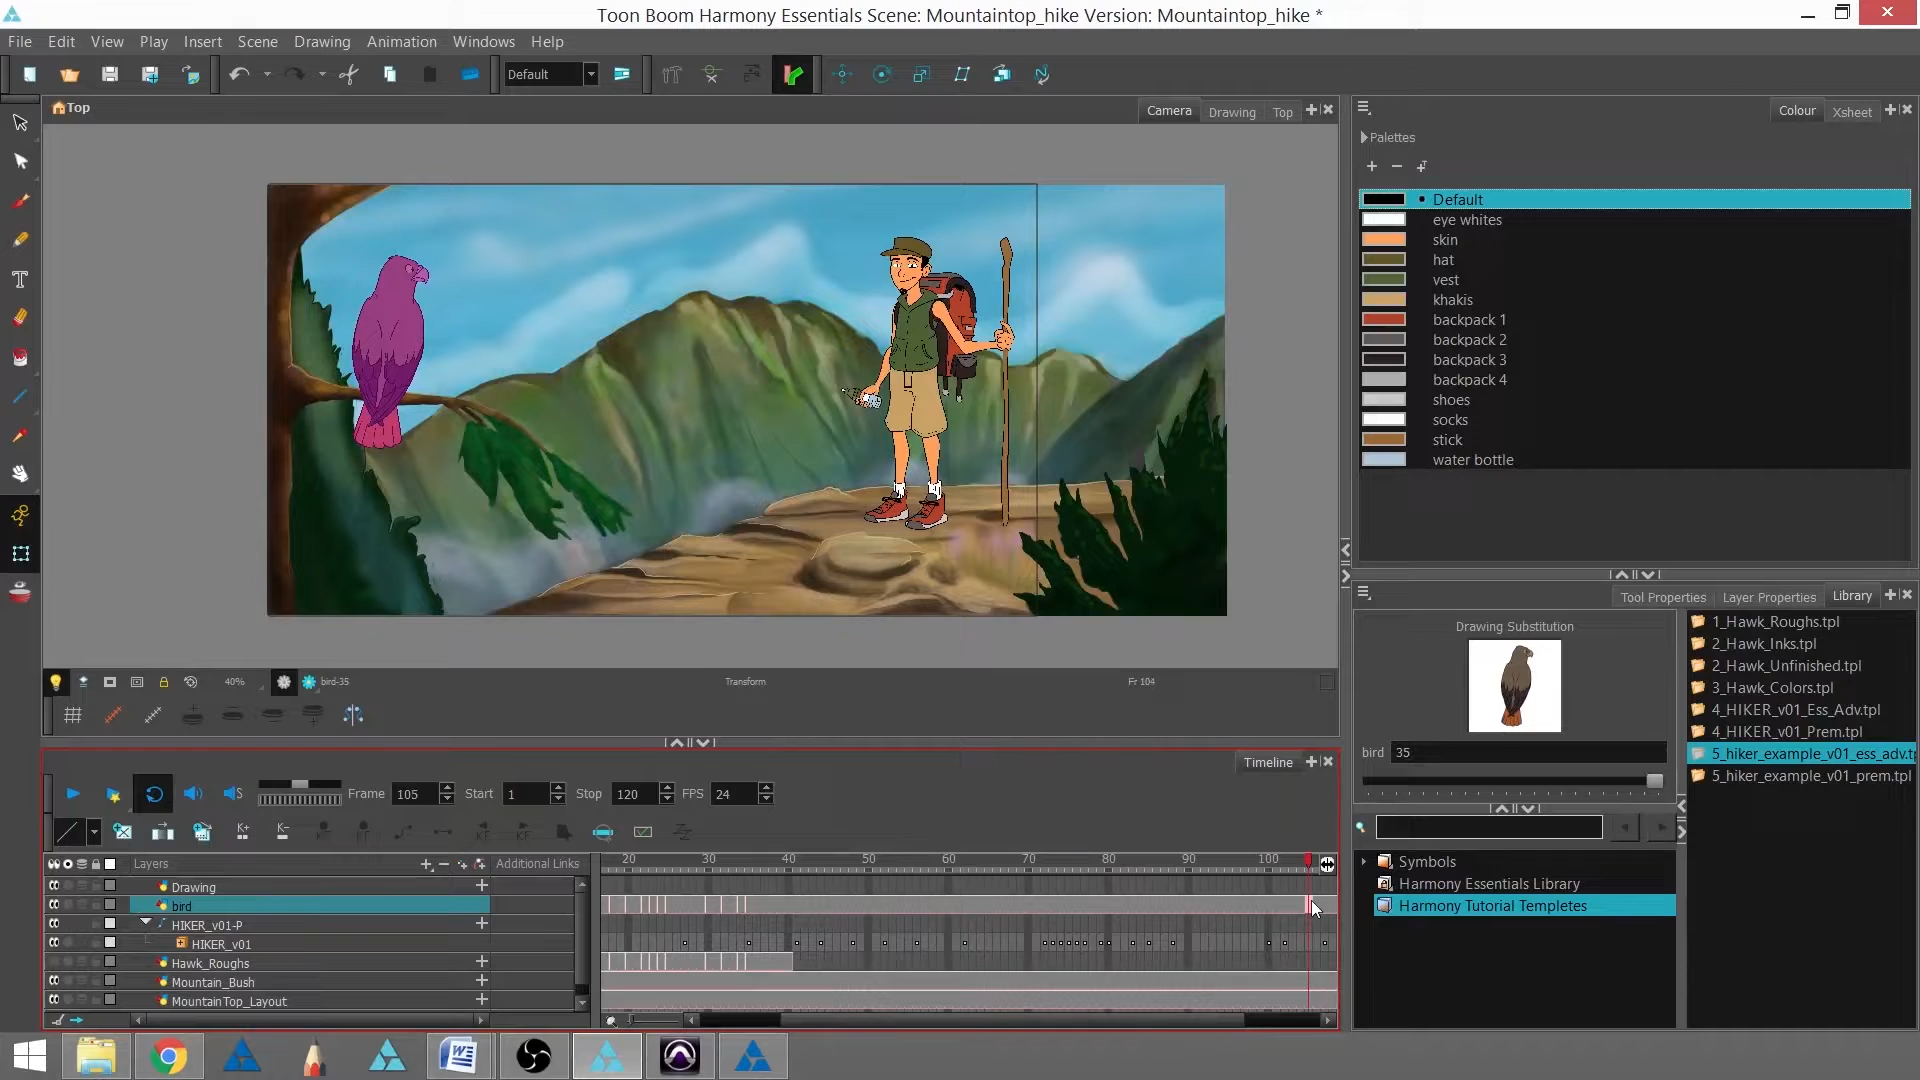 Toon Boom Harmony Essentials Scene: Mountaintop_hike Version: Mountaintop_hike *
File Edit View Play Insert Scene Drawing Animation Windows Help
Default
Top
Camera Drawing Top
Colour Xsheet
Palettes
Default
eye whites
skin
hat
vest
khakis
backpack 1
backpack 2
backpack 3
backpack 4
shoes
socks
stick
water bottle
40% bird-35 Transform Fr 104
Tool Properties Layer Properties Library
Drawing Substitution
bird 35
1_Hawk_Roughs.tpl
2_Hawk_Inks.tpl
2_Hawk_Unfinished.tpl
3_Hawk_Colors.tpl
4_HIKER_v01_Ess_Adv.tpl
4_HIKER_v01_Prem.tpl
5_hiker_example_v01_ess_adv.t
5_hiker_example_v01_prem.tpl
Symbols
Harmony Essentials Library
Harmony Tutorial Templetes
Timeline
Frame 105 Start 1 Stop 120 FPS 24
Layers Additional Links 20 30 40 50 60 70 80 90 100
Drawing
bird
HIKER_v01-P
HIKER_v01
Hawk_Roughs
Mountain_Bush
MountainTop_Layout